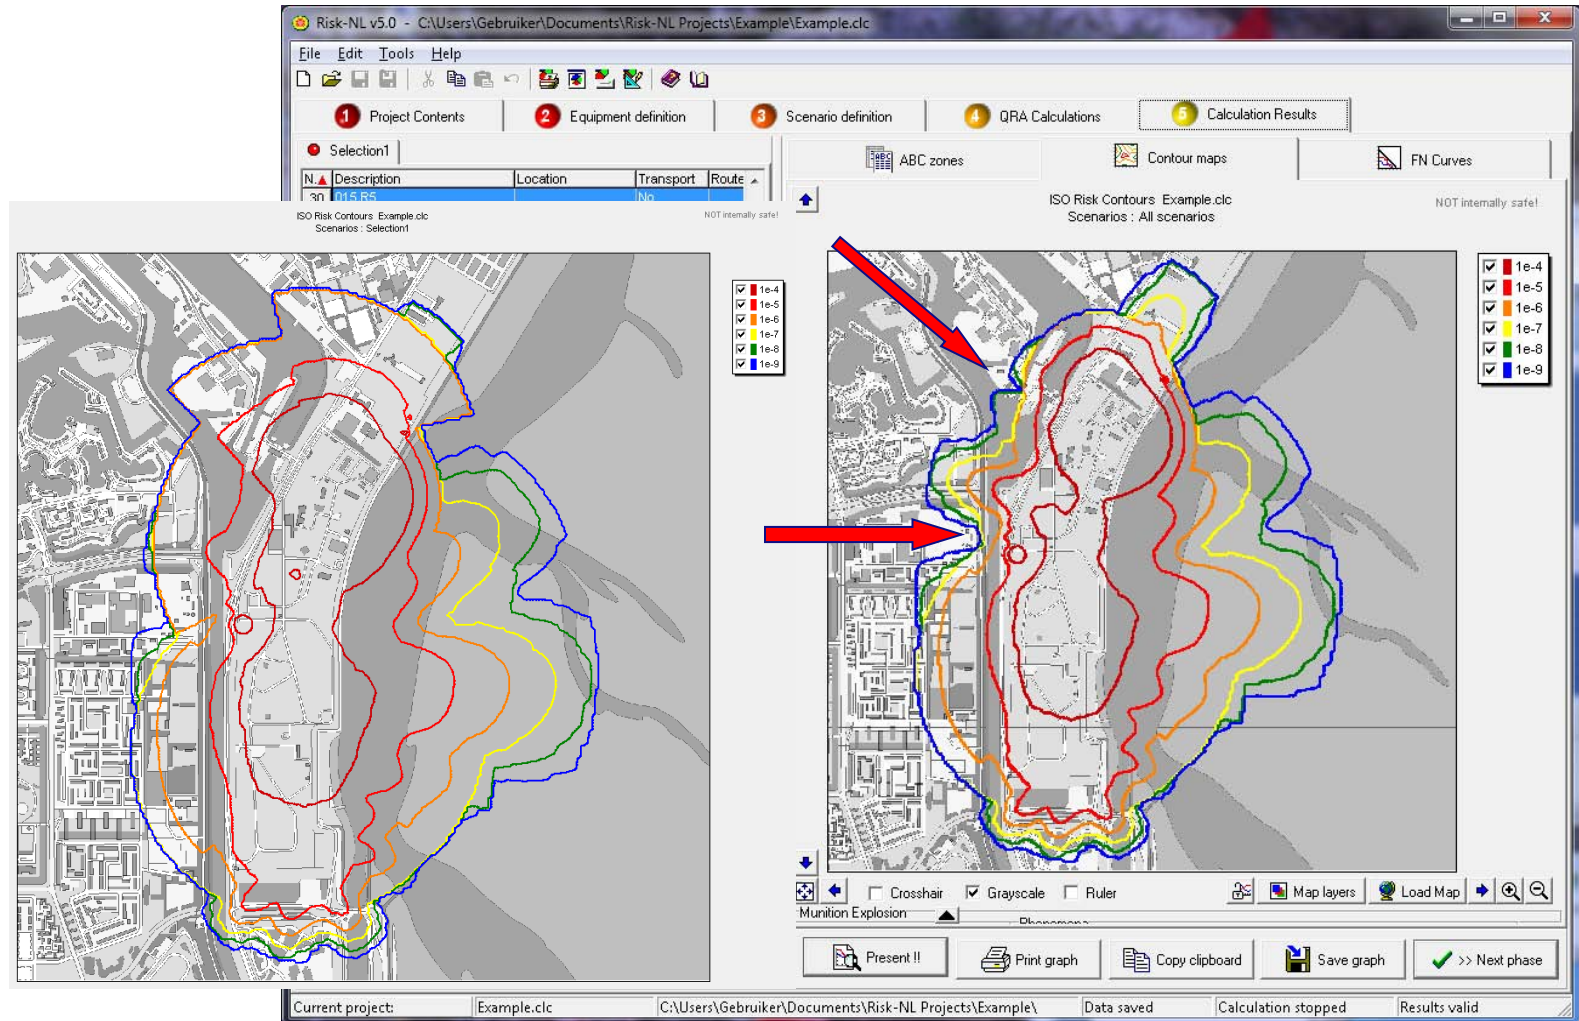 Risk-NL v5.0 - C:\Users\Gebruiker\Documents\Risk-NL Projects\Example\Example.clc
File Edit Tools Help
1 Project Contents 2 Equipment definition 3 Scenario definition 4 QRA Calculations 5 Calculation Results
Selection1
N. Description Location Transport Route
30 015 R5 No
ABC zones Contour maps FN Curves
ISO Risk Contours Example.clc
Scenarios : Selection1
NOT internally safe!
1e-4
1e-5
1e-6
1e-7
1e-8
1e-9
ISO Risk Contours Example.clc
Scenarios : All scenarios
NOT internally safe!
1e-4
1e-5
1e-6
1e-7
1e-8
1e-9
Crosshair Grayscale Ruler Map layers Load Map
Munition Explosion Phenomena
Present !! Print graph Copy clipboard Save graph >> Next phase
Current project: Example.clc C:\Users\Gebruiker\Documents\Risk-NL Projects\Example\ Data saved Calculation stopped Results valid